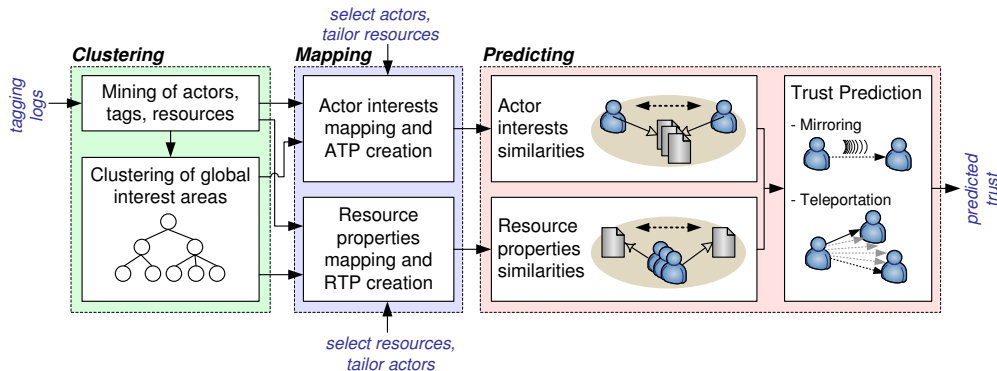 select actors,
tailor resources
Clustering
Mapping
Predicting
tagging
logs
Mining of actors,
tags, resources
Clustering of global
interest areas
Actor interests
mapping and
ATP creation
Resource
properties
mapping and
RTP creation
Actor
interests
similarities
Resource
properties
similarities
Trust Prediction
- Mirroring
- Teleportation
predicted
trust
select resources,
tailor actors